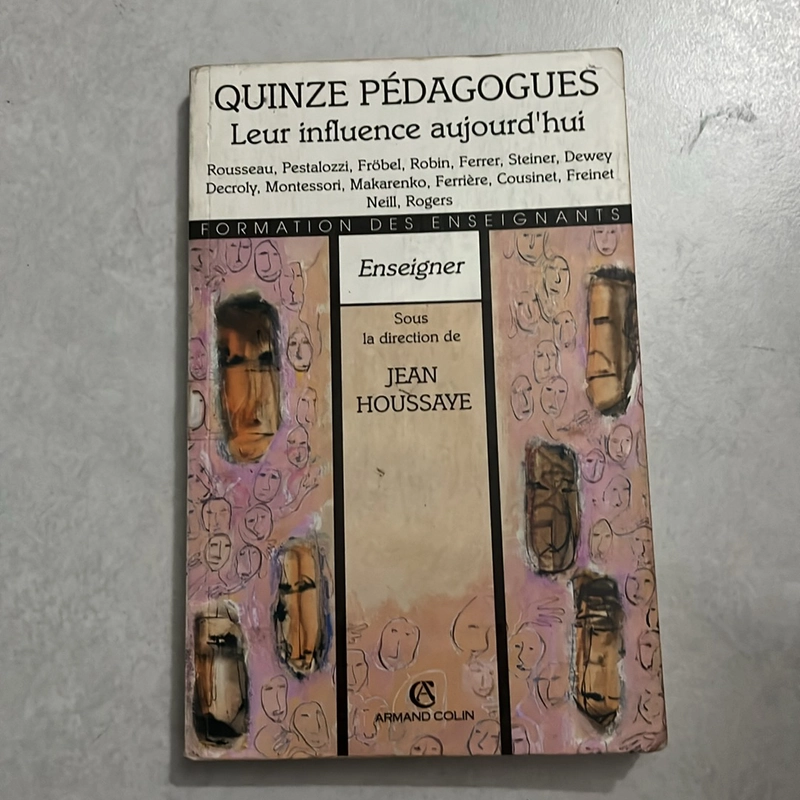 QUINZE PÉDAGOGUES
Leur influence aujourd'hui
Rousseau, Pestalozzi, Fröbel, Robin, Ferrer, Steiner, Dewey
Decroly, Montessori, Makarenko, Ferrière, Cousinet, Freinet
Neill, Rogers
FORMATION DES ENSEIGNANTS
Enseigner
Sous
la direction de
JEAN
HOUSSAYE
ARMAND COLIN